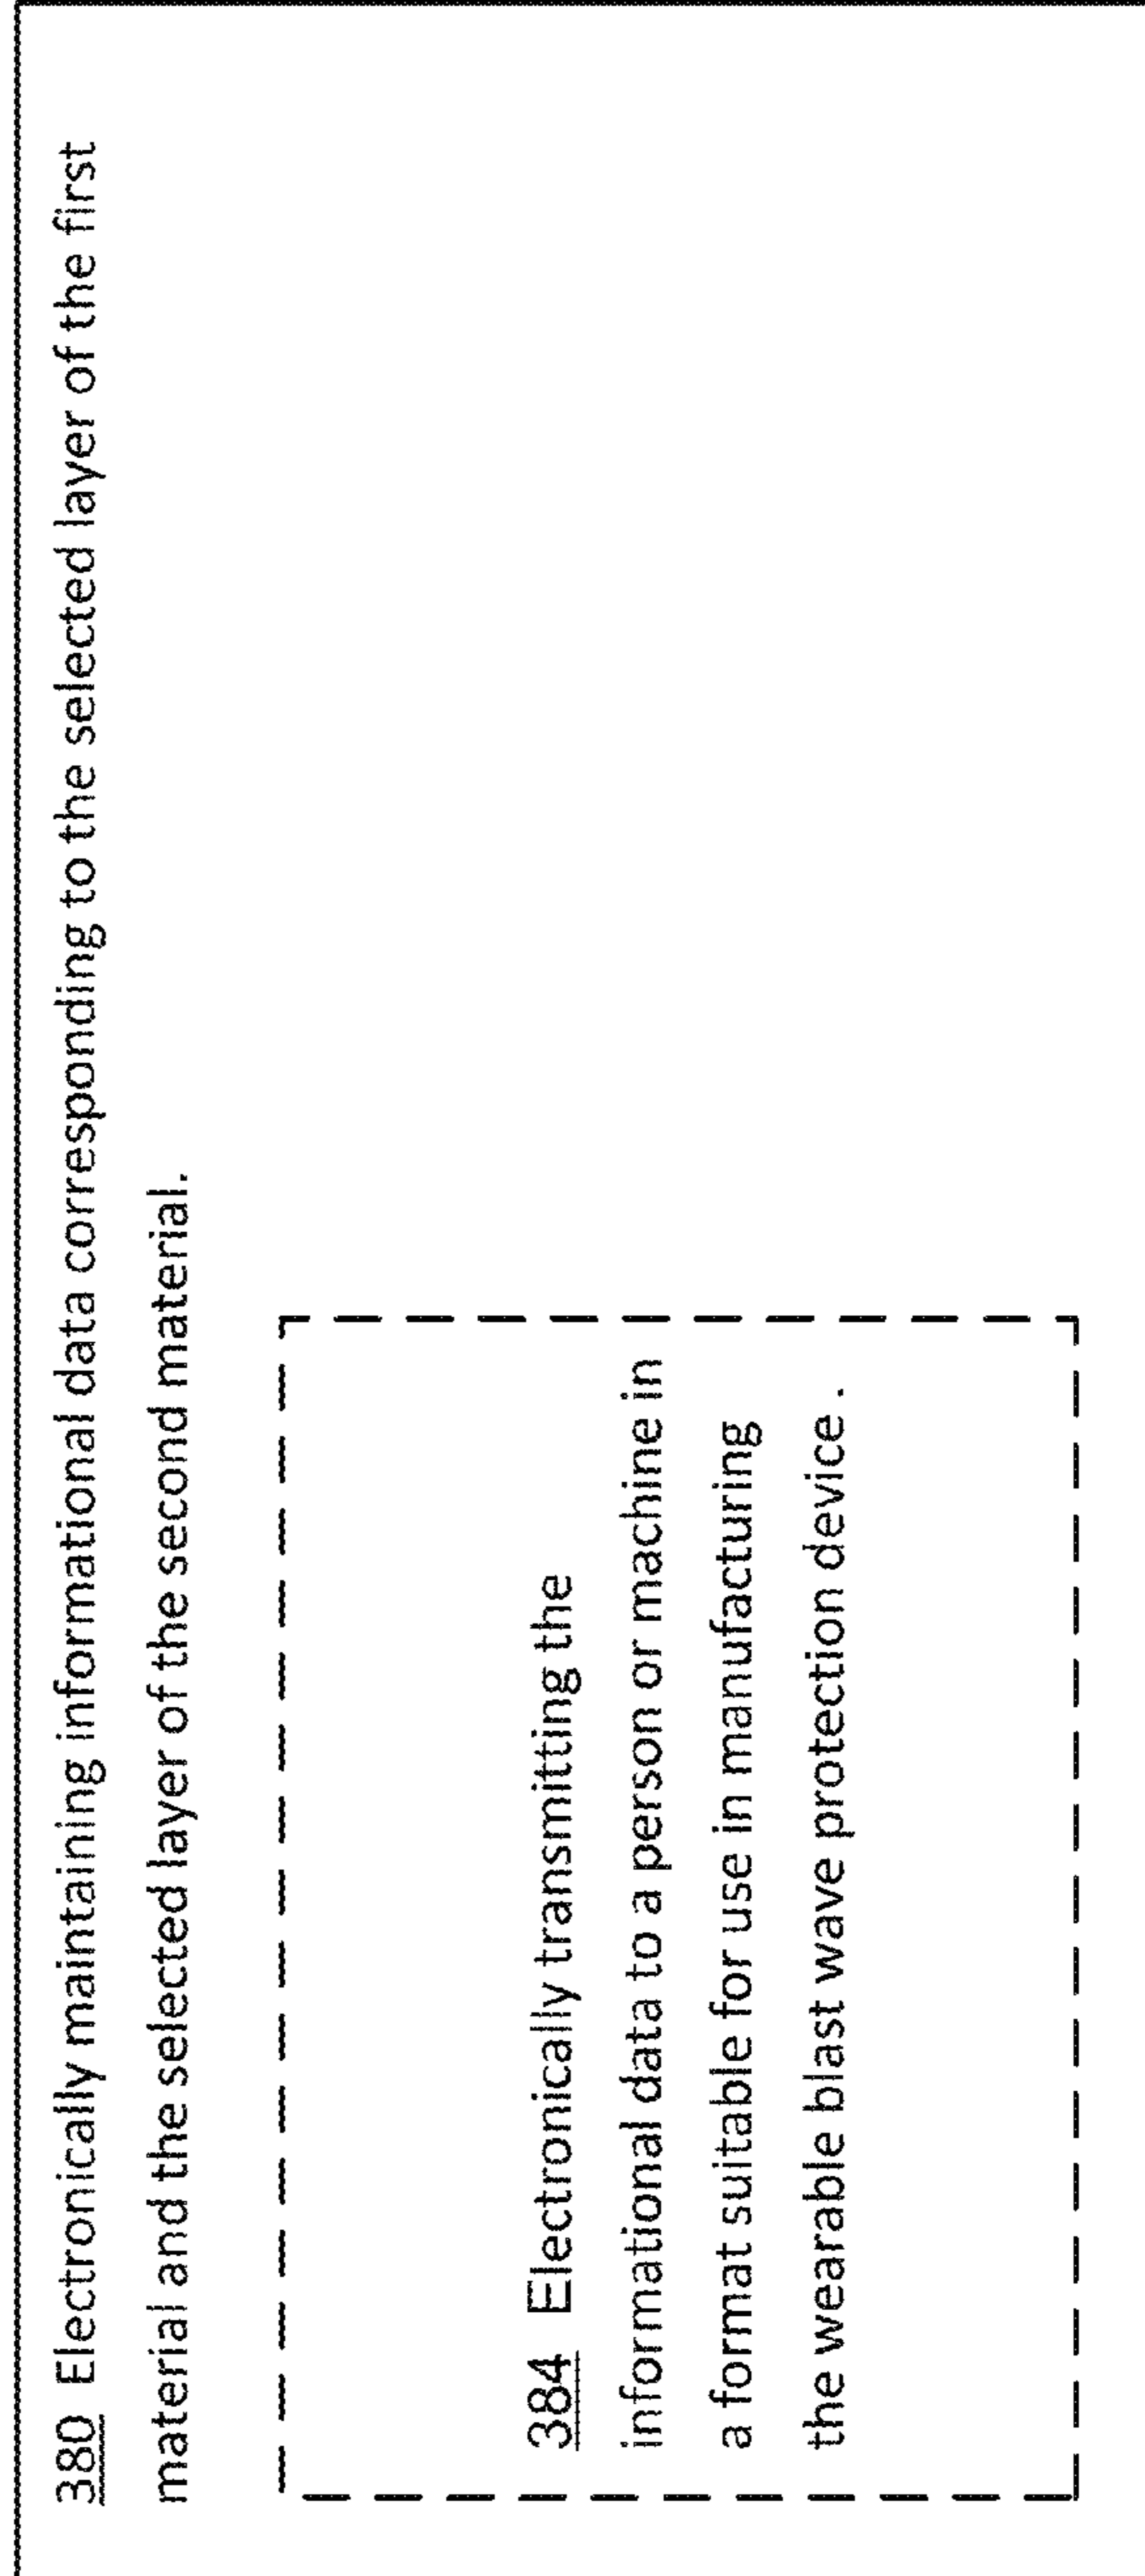 380 Electronically maintaining informational data corresponding to the selected layer of the first
material and the selected layer of the second material.
384 Electronically transmitting the
informational data to a person or machine in
a format suitable for use in manufacturing
the wearable blast wave protection device .